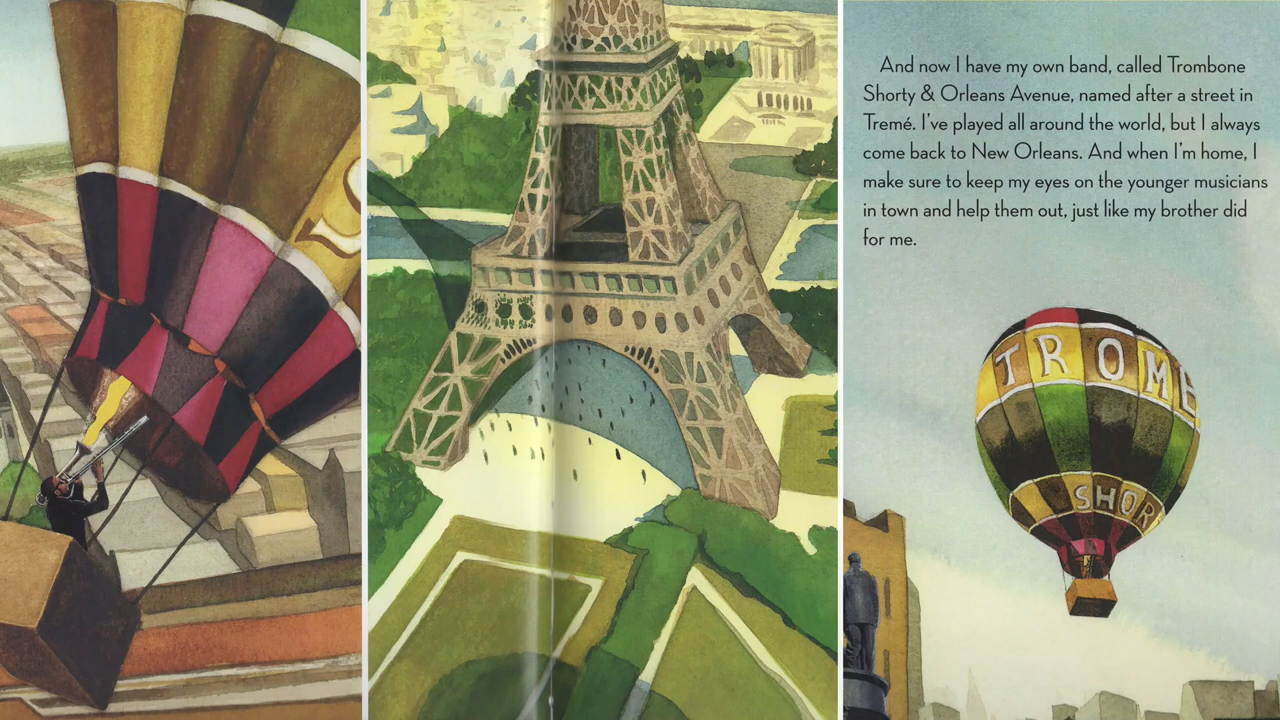 And now I have my own band, called Trombone
Shorty & Orleans Avenue, named after a street in
Tremé. I've played all around the world, but I always
come back to New Orleans. And when I'm home, I
make sure to keep my eyes on the younger musicians
in town and help them out, just like my brother did
for me.
TROMB
SHOR